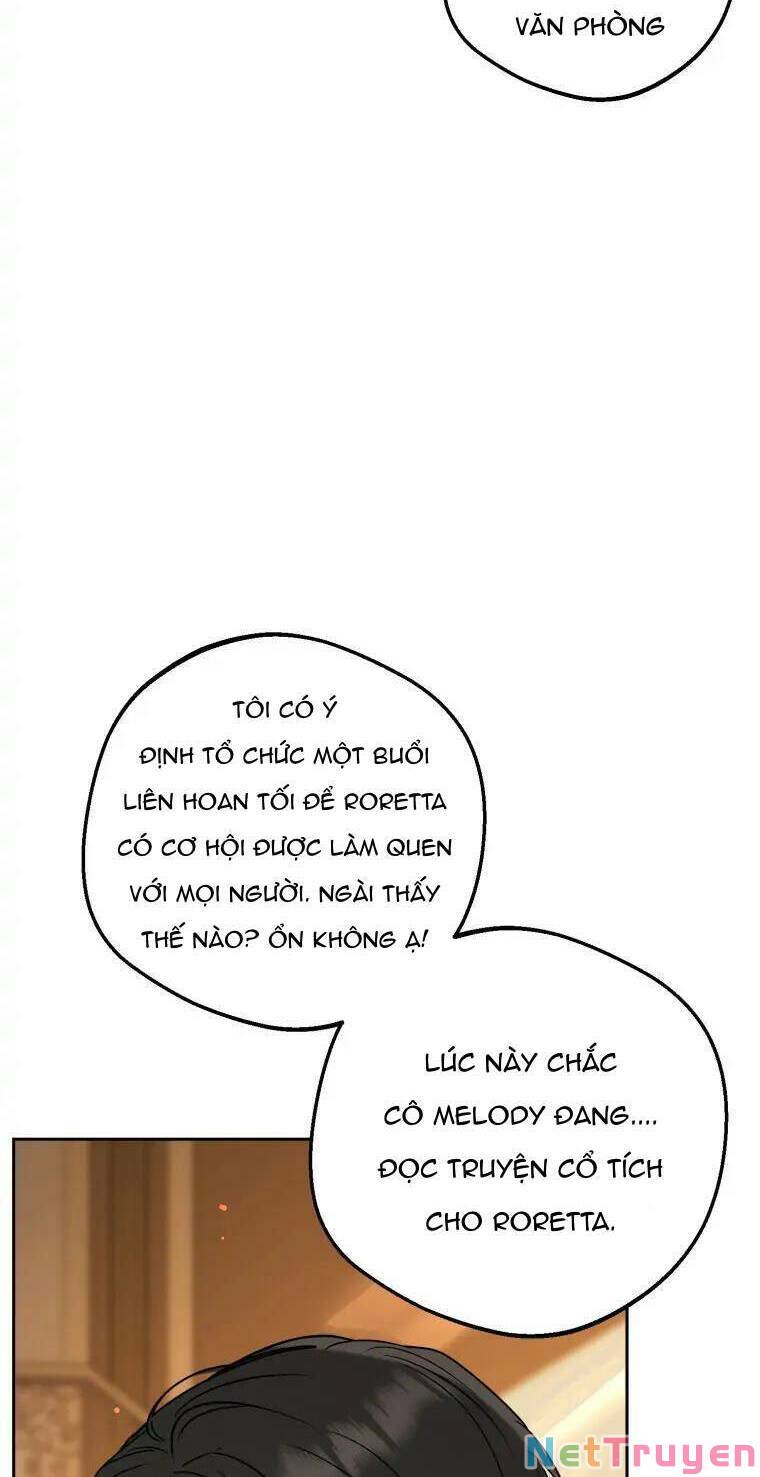 VĂN PHÒNG
TÔI CÓ Ý
ĐỊNH TỔ CHỨC MỘT BUỔI
LIÊN HOAN TỐI ĐỂ RORETTA
CÓ CƠ HỘI ĐƯỢC LÀM QUEN
VỚI MỌI NGƯỜI. NGÀI THẤY
THẾ NÀO? ỔN KHÔNG Ạ!
LÚC NÀY CHẮC
CÔ MELODY ĐANG....
ĐỌC TRUYỆN CỔ TÍCH
CHO RORETTA.
NetTruyen